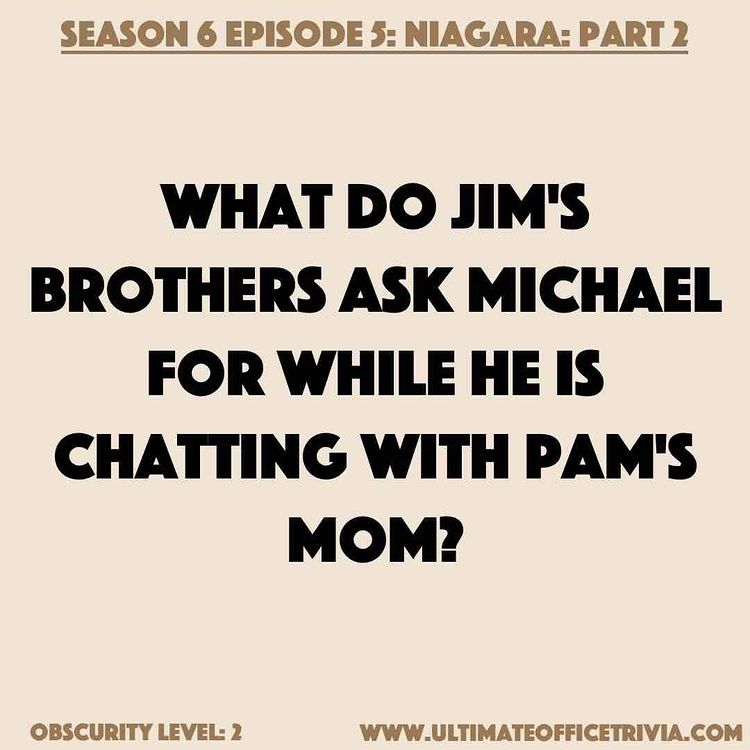 SEASON 6 EPISODE 5: NIAGARA: PART 2
WHAT DO JIM'S
BROTHERS ASK MICHAEL
FOR WHILE HE IS
CHATTING WITH PAM'S
MOM?
OBSCURITY LEVEL: 2
WWW.ULTIMATEOFFICETRIVIA.COM